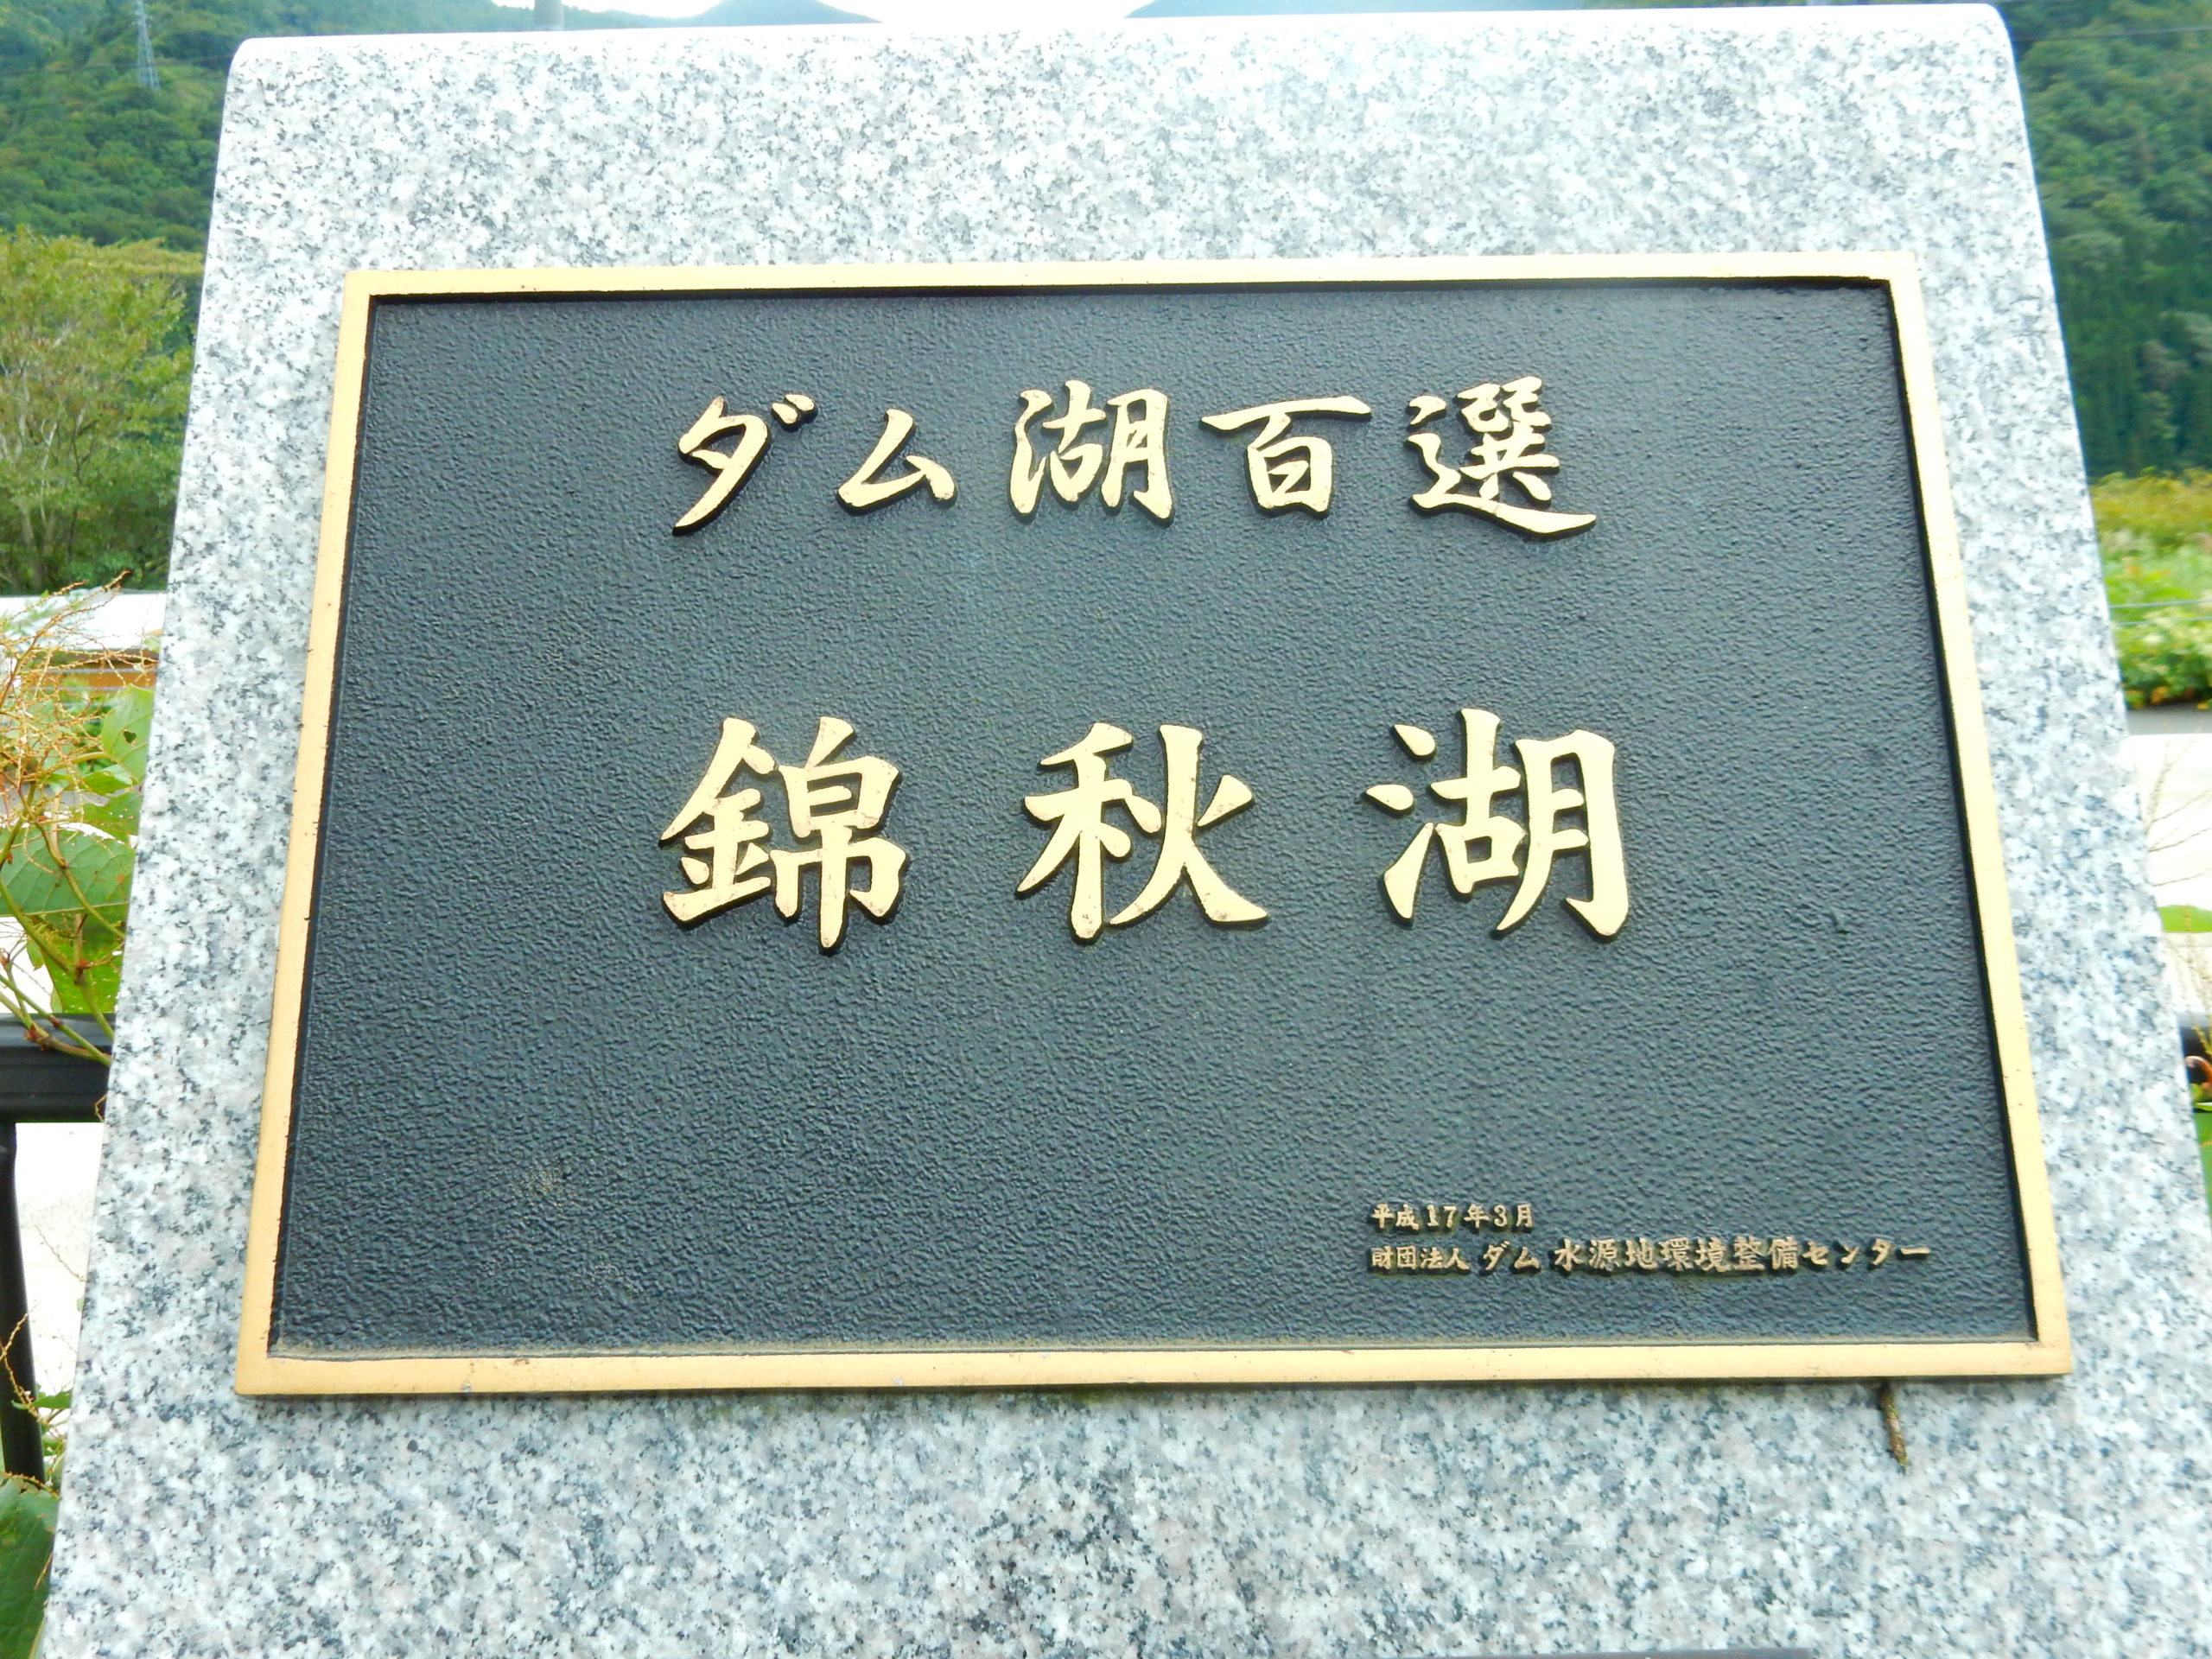 ダム湖百選
錦秋湖
平成17年3月
財団法人 ダム水源地環境整備センター